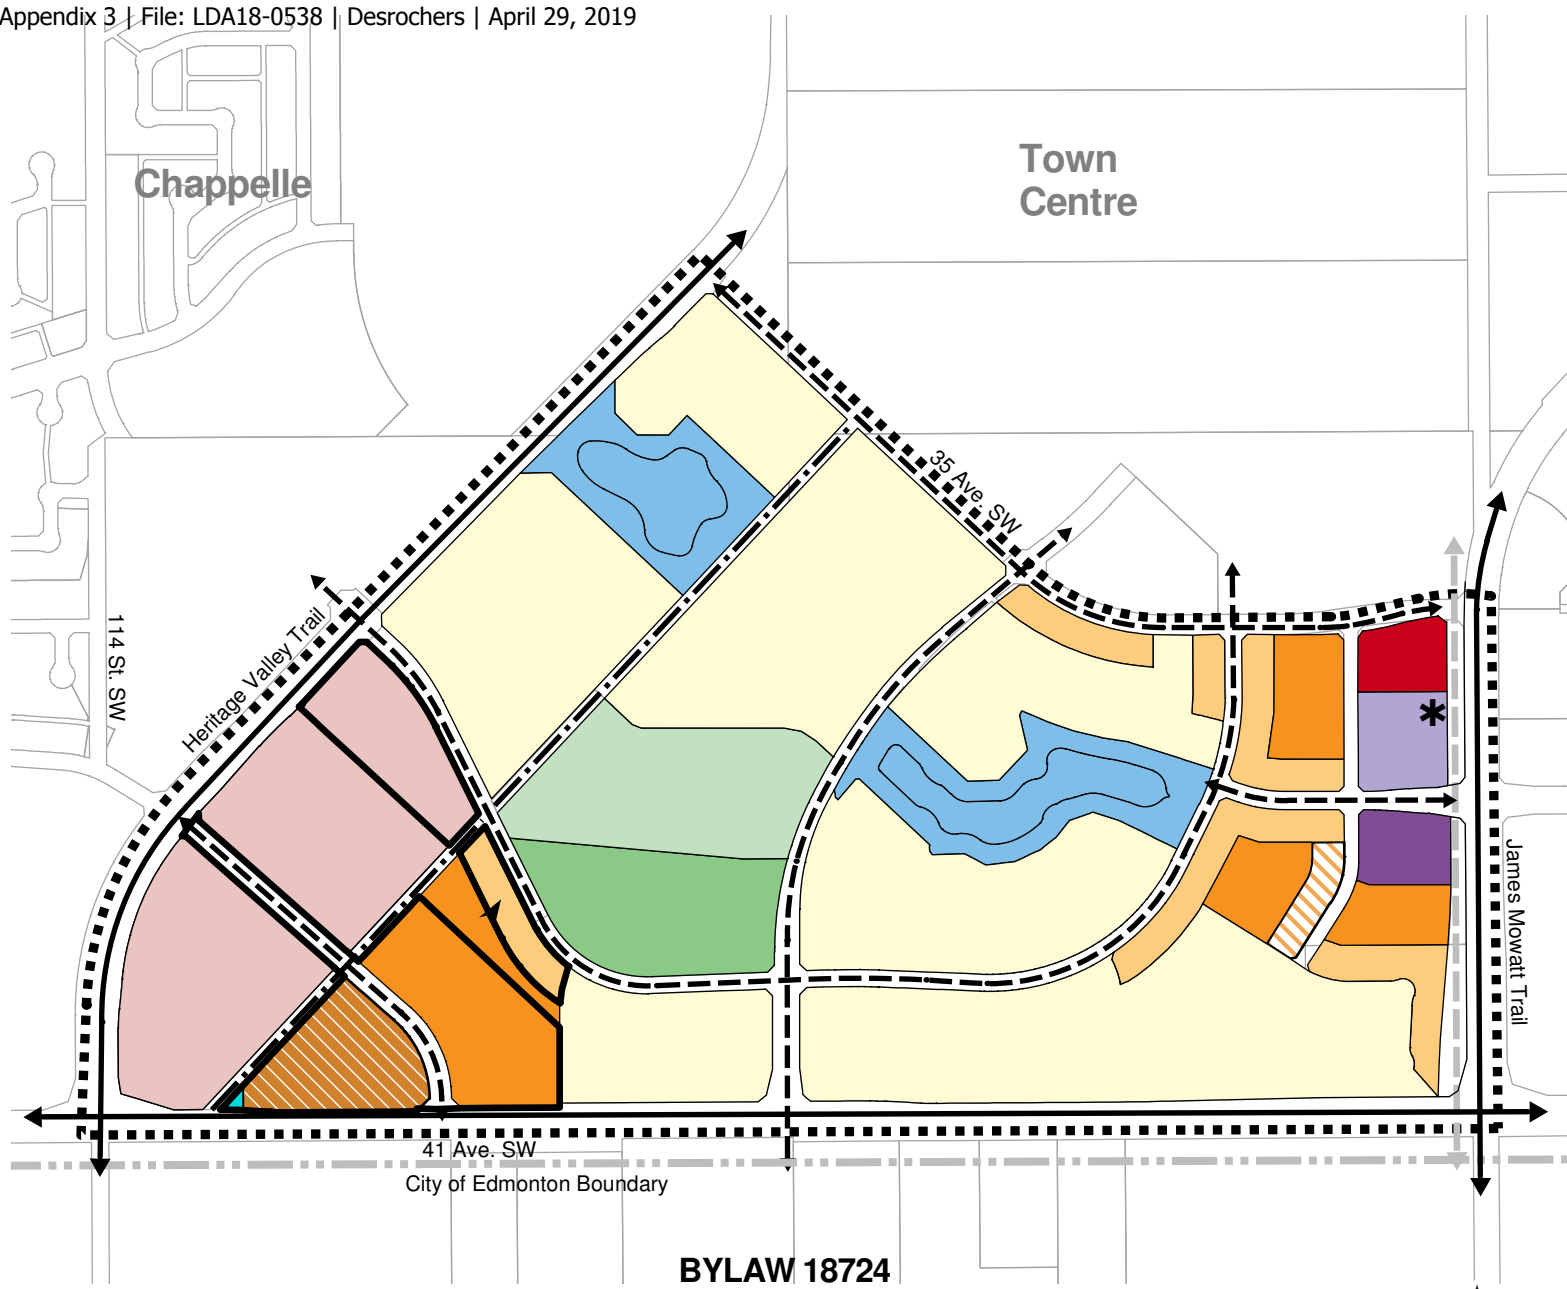 Appendix 3 | File: LDA18-0538 | Desrochers | April 29, 2019
Chappelle
Town
Centre
35 Ave. SW
114 St. SW
Heritage Valley Trail
*
James Mowatt Trail
41 Ave. SW
City of Edmonton Boundary
BYLAW 18724